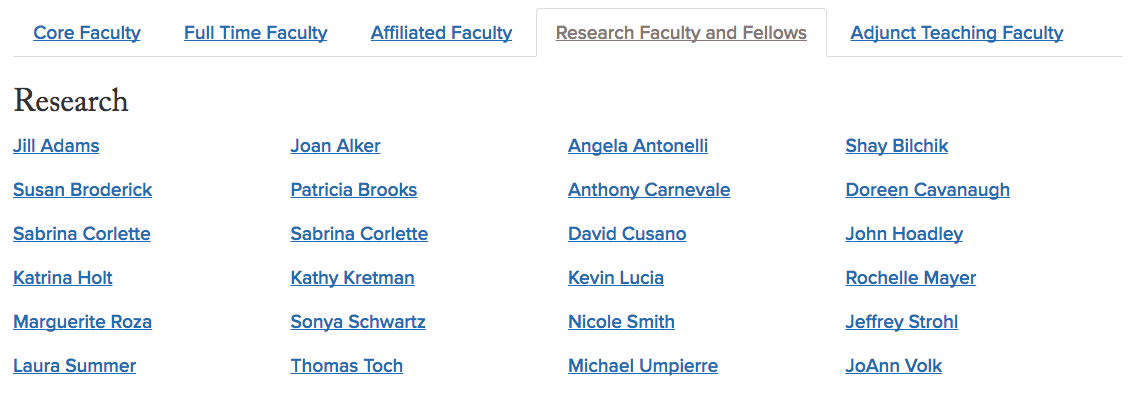 Core Faculty Full Time Faculty Affiliated Faculty Research Faculty and Fellows Adjunct Teaching Faculty
Research
Jill Adams Joan Alker Angela Antonelli Shay Bilchik
Susan Broderick Patricia Brooks Anthony Carnevale Doreen Cavanaugh
Sabrina Corlette Sabrina Corlette David Cusano John Hoadley
Katrina Holt Kathy Kretman Kevin Lucia Rochelle Mayer
Marguerite Roza Sonya Schwartz Nicole Smith Jeffrey Strohl
Laura Summer Thomas Toch Michael Umpierre JoAnn Volk